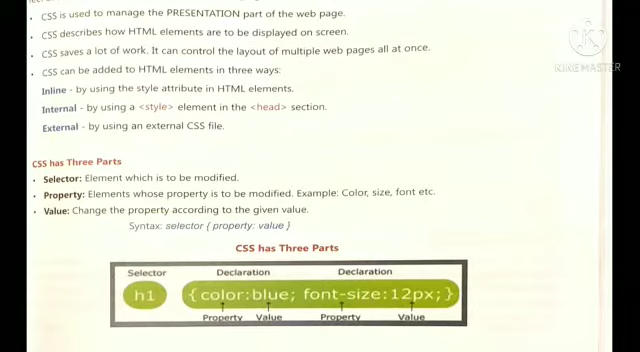 • CSS is used to manage the PRESENTATION part of the web page.
• CSS describes how HTML elements are to be displayed on screen.
• CSS saves a lot of work. It can control the layout of multiple web pages all at once.
• CSS can be added to HTML elements in three ways:
Inline - by using the style attribute in HTML elements.
Internal - by using a <style> element in the <head> section.
External - by using an external CSS file.
CSS has Three Parts
• Selector: Element which is to be modified.
• Property: Elements whose property is to be modified. Example: Color, size, font etc.
• Value: Change the property according to the given value.
Syntax: selector { property: value }
CSS has Three Parts
Selector Declaration Declaration
h1 { color:blue; font-size:12px; }
Property Value Property Value
K
KINEMASTER